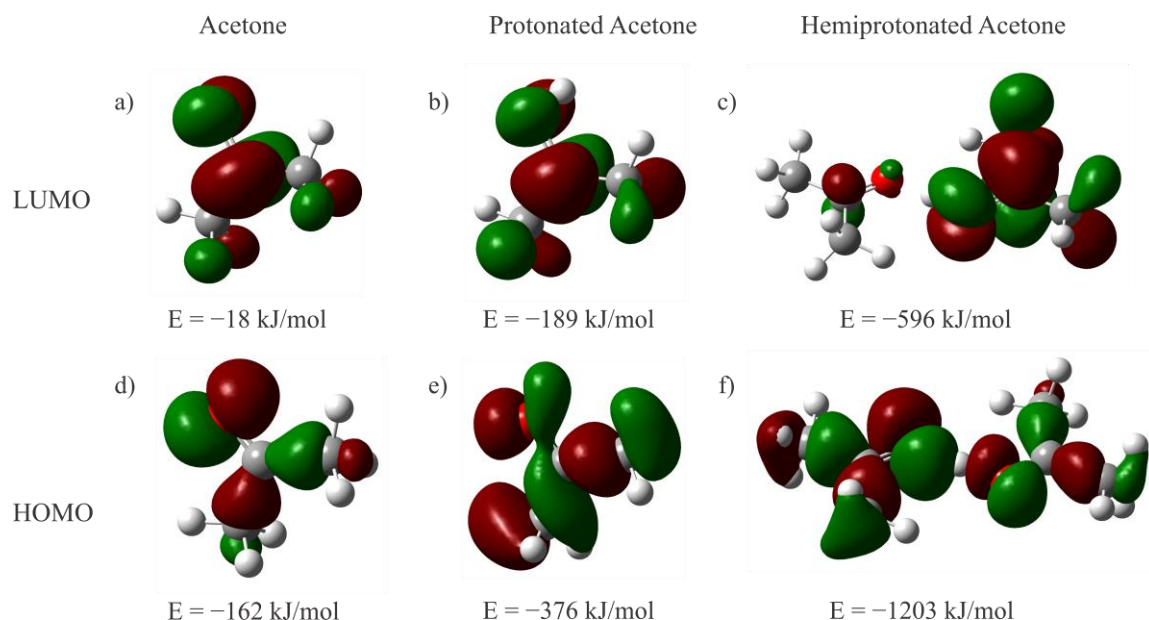 Acetone Protonated Acetone Hemiprotonated Acetone
a) b) c)
LUMO
E = −18 kJ/mol E = −189 kJ/mol E = −596 kJ/mol
d) e) f)
HOMO
E = −162 kJ/mol E = −376 kJ/mol E = −1203 kJ/mol